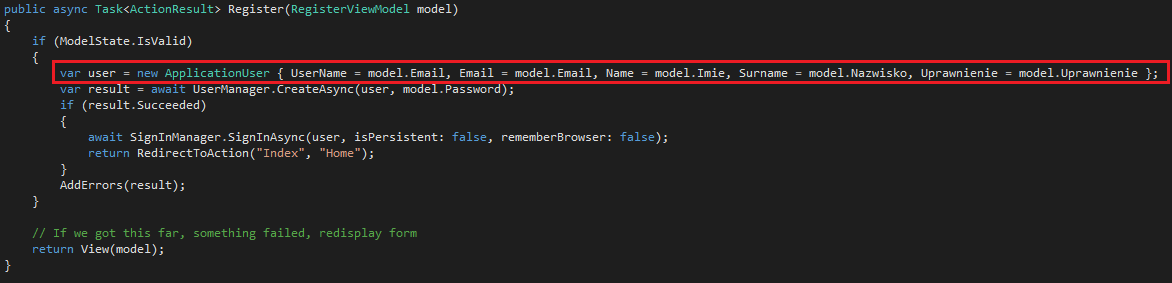 public async Task<ActionResult> Register(RegisterViewModel model)
{
    if (ModelState.IsValid)
    {
        var user = new ApplicationUser { UserName = model.Email, Email = model.Email, Name = model.Imie, Surname = model.Nazwisko, Uprawnienie = model.Uprawnienie };
        var result = await UserManager.CreateAsync(user, model.Password);
        if (result.Succeeded)
        {
            await SignInManager.SignInAsync(user, isPersistent: false, rememberBrowser: false);
            return RedirectToAction("Index", "Home");
        }
        AddErrors(result);
    }

    // If we got this far, something failed, redisplay form
    return View(model);
}